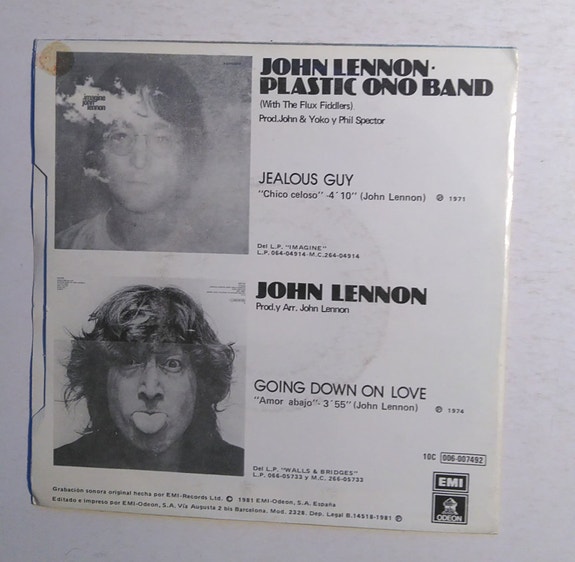 imagine
john
lennon
JOHN LENNON·
PLASTIC ONO BAND
(With The Flux Fiddlers)
Prod.John & Yoko y Phil Spector
JEALOUS GUY
"Chico celoso" -4´10" (John Lennon) ℗ 1971
Del L.P. "IMAGINE"
L.P. 064-04914-M.C.264-04914
JOHN LENNON
Prod.y Arr. John Lennon
GOING DOWN ON LOVE
"Amor abajo"- 3´55" (John Lennon) ℗ 1974
Del L.P. "WALLS & BRIDGES"
L.P. 066-05733 y M.C, 266-05733
10C 006-007492
EMI
ODEON
Grabación sonora original hecha por EMI-Records Ltd. © 1981 EMI-Odeon, S.A. España
Editado e impreso por EMI-Odeon, S.A. Vía Augusta 2 bis Barcelona. Mod. 2328. Dep. Legal B.14518-1981 ℗